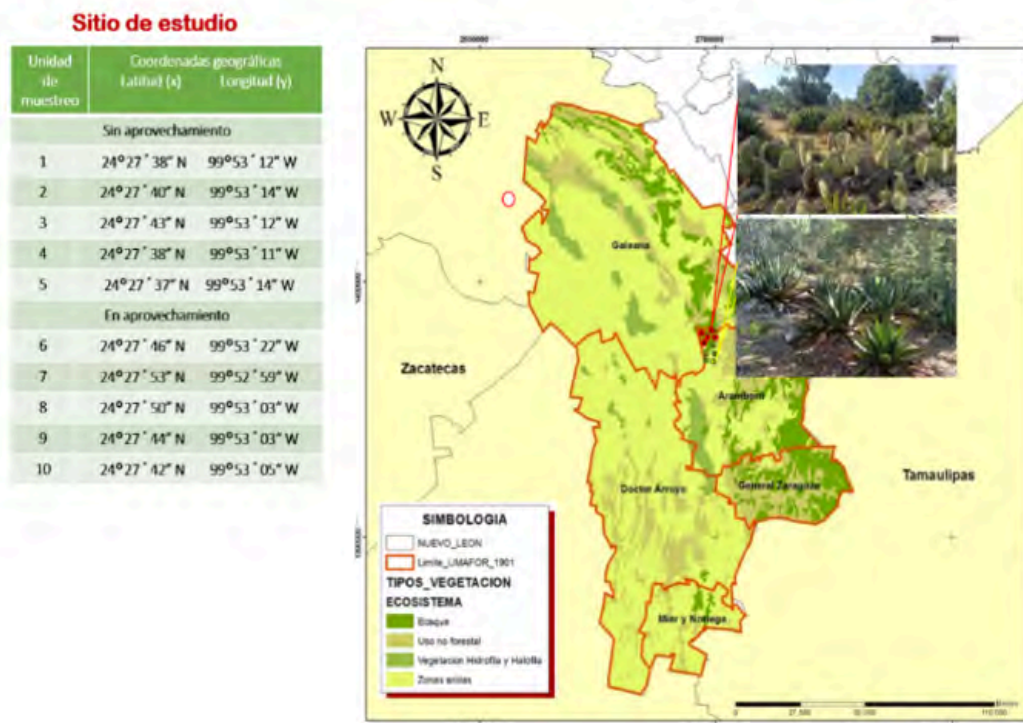 Sitio de estudio
Unidad de muestreo
Coordenadas geográficas
Latitud (x) Longitud (y)
Sin aprovechamiento
1 24°27´38" N 99°53´12" W
2 24°27´40" N 99°53´14" W
3 24°27´43" N 99°53´12" W
4 24°27´38" N 99°53´11" W
5 24°27´37" N 99°53´14" W
En aprovechamiento
6 24°27´46" N 99°53´22" W
7 24°27´53" N 99°52´59" W
8 24°27´50" N 99°53´03" W
9 24°27´44" N 99°53´03" W
10 24°27´42" N 99°53´05" W
N
W E
S
Galeana
Zacatecas
Aramberri
Doctor Arroyo
General Zaragoza
Tamaulipas
Mier y Noriega
SIMBOLOGIA
NUEVO_LEON
Limite_UMAFOR_1901
TIPOS_VEGETACION
ECOSISTEMA
Bosque
Uso no forestal
Vegetacion Hidrofila y Halofila
Zonas aridas